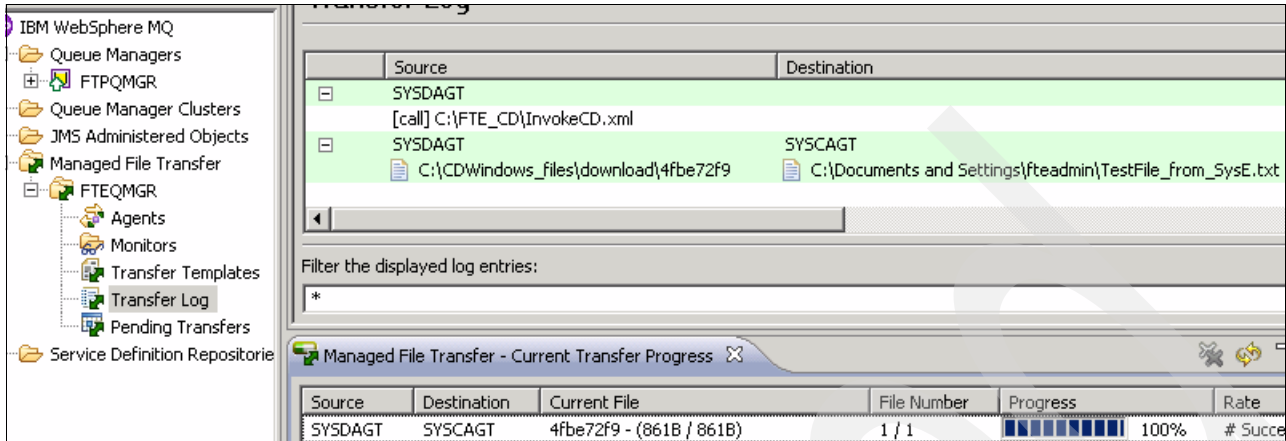 IBM WebSphere MQ
Queue Managers
FTPQMGR
Queue Manager Clusters
JMS Administered Objects
Managed File Transfer
FTEQMGR
Agents
Monitors
Transfer Templates
Transfer Log
Pending Transfers
Service Definition Repositorie
Transfer Log
Source Destination
SYSDAGT
[call] C:\FTE_CD\InvokeCD.xml
SYSDAGT SYSCAGT
C:\CDWindows_files\download\4fbe72f9 C:\Documents and Settings\fteadmin\TestFile_from_SysE.txt
Filter the displayed log entries:
*
Managed File Transfer - Current Transfer Progress
Source Destination Current File File Number Progress Rate
SYSDAGT SYSCAGT 4fbe72f9 - (861B / 861B) 1 / 1 100% # Succe